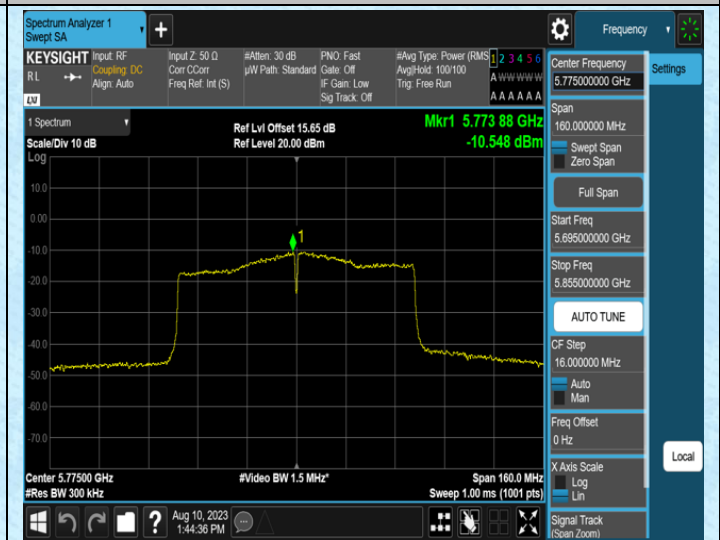 Spectrum Analyzer 1
Swept SA
Frequency
KEYSIGHT
RL
LXI
Input: RF
Coupling: DC
Align: Auto
Input Z: 50 Ω
Corr CCorr
Freq Ref: Int (S)
#Atten: 30 dB
µW Path: Standard
PNO: Fast
Gate: Off
IF Gain: Low
Sig Track: Off
#Avg Type: Power (RMS
Avg|Hold: 100/100
Trig: Free Run
1 2 3 4 5 6
A W W W W W
A A A A A A
1 Spectrum
Scale/Div 10 dB
Log
Ref Lvl Offset 15.65 dB
Ref Level 20.00 dBm
Mkr1 5.773 88 GHz
-10.548 dBm
10.0
0.00
-10.0
-20.0
-30.0
-40.0
-50.0
-60.0
-70.0
1
Center 5.77500 GHz
#Res BW 300 kHz
#Video BW 1.5 MHz*
Span 160.0 MHz
Sweep 1.00 ms (1001 pts)
Center Frequency
5.775000000 GHz
Span
160.000000 MHz
Swept Span
Zero Span
Full Span
Start Freq
5.695000000 GHz
Stop Freq
5.855000000 GHz
AUTO TUNE
CF Step
16.000000 MHz
Auto
Man
Freq Offset
0 Hz
X Axis Scale
Log
Lin
Signal Track
(Span Zoom)
Settings
Local
?
Aug 10, 2023
1:44:36 PM